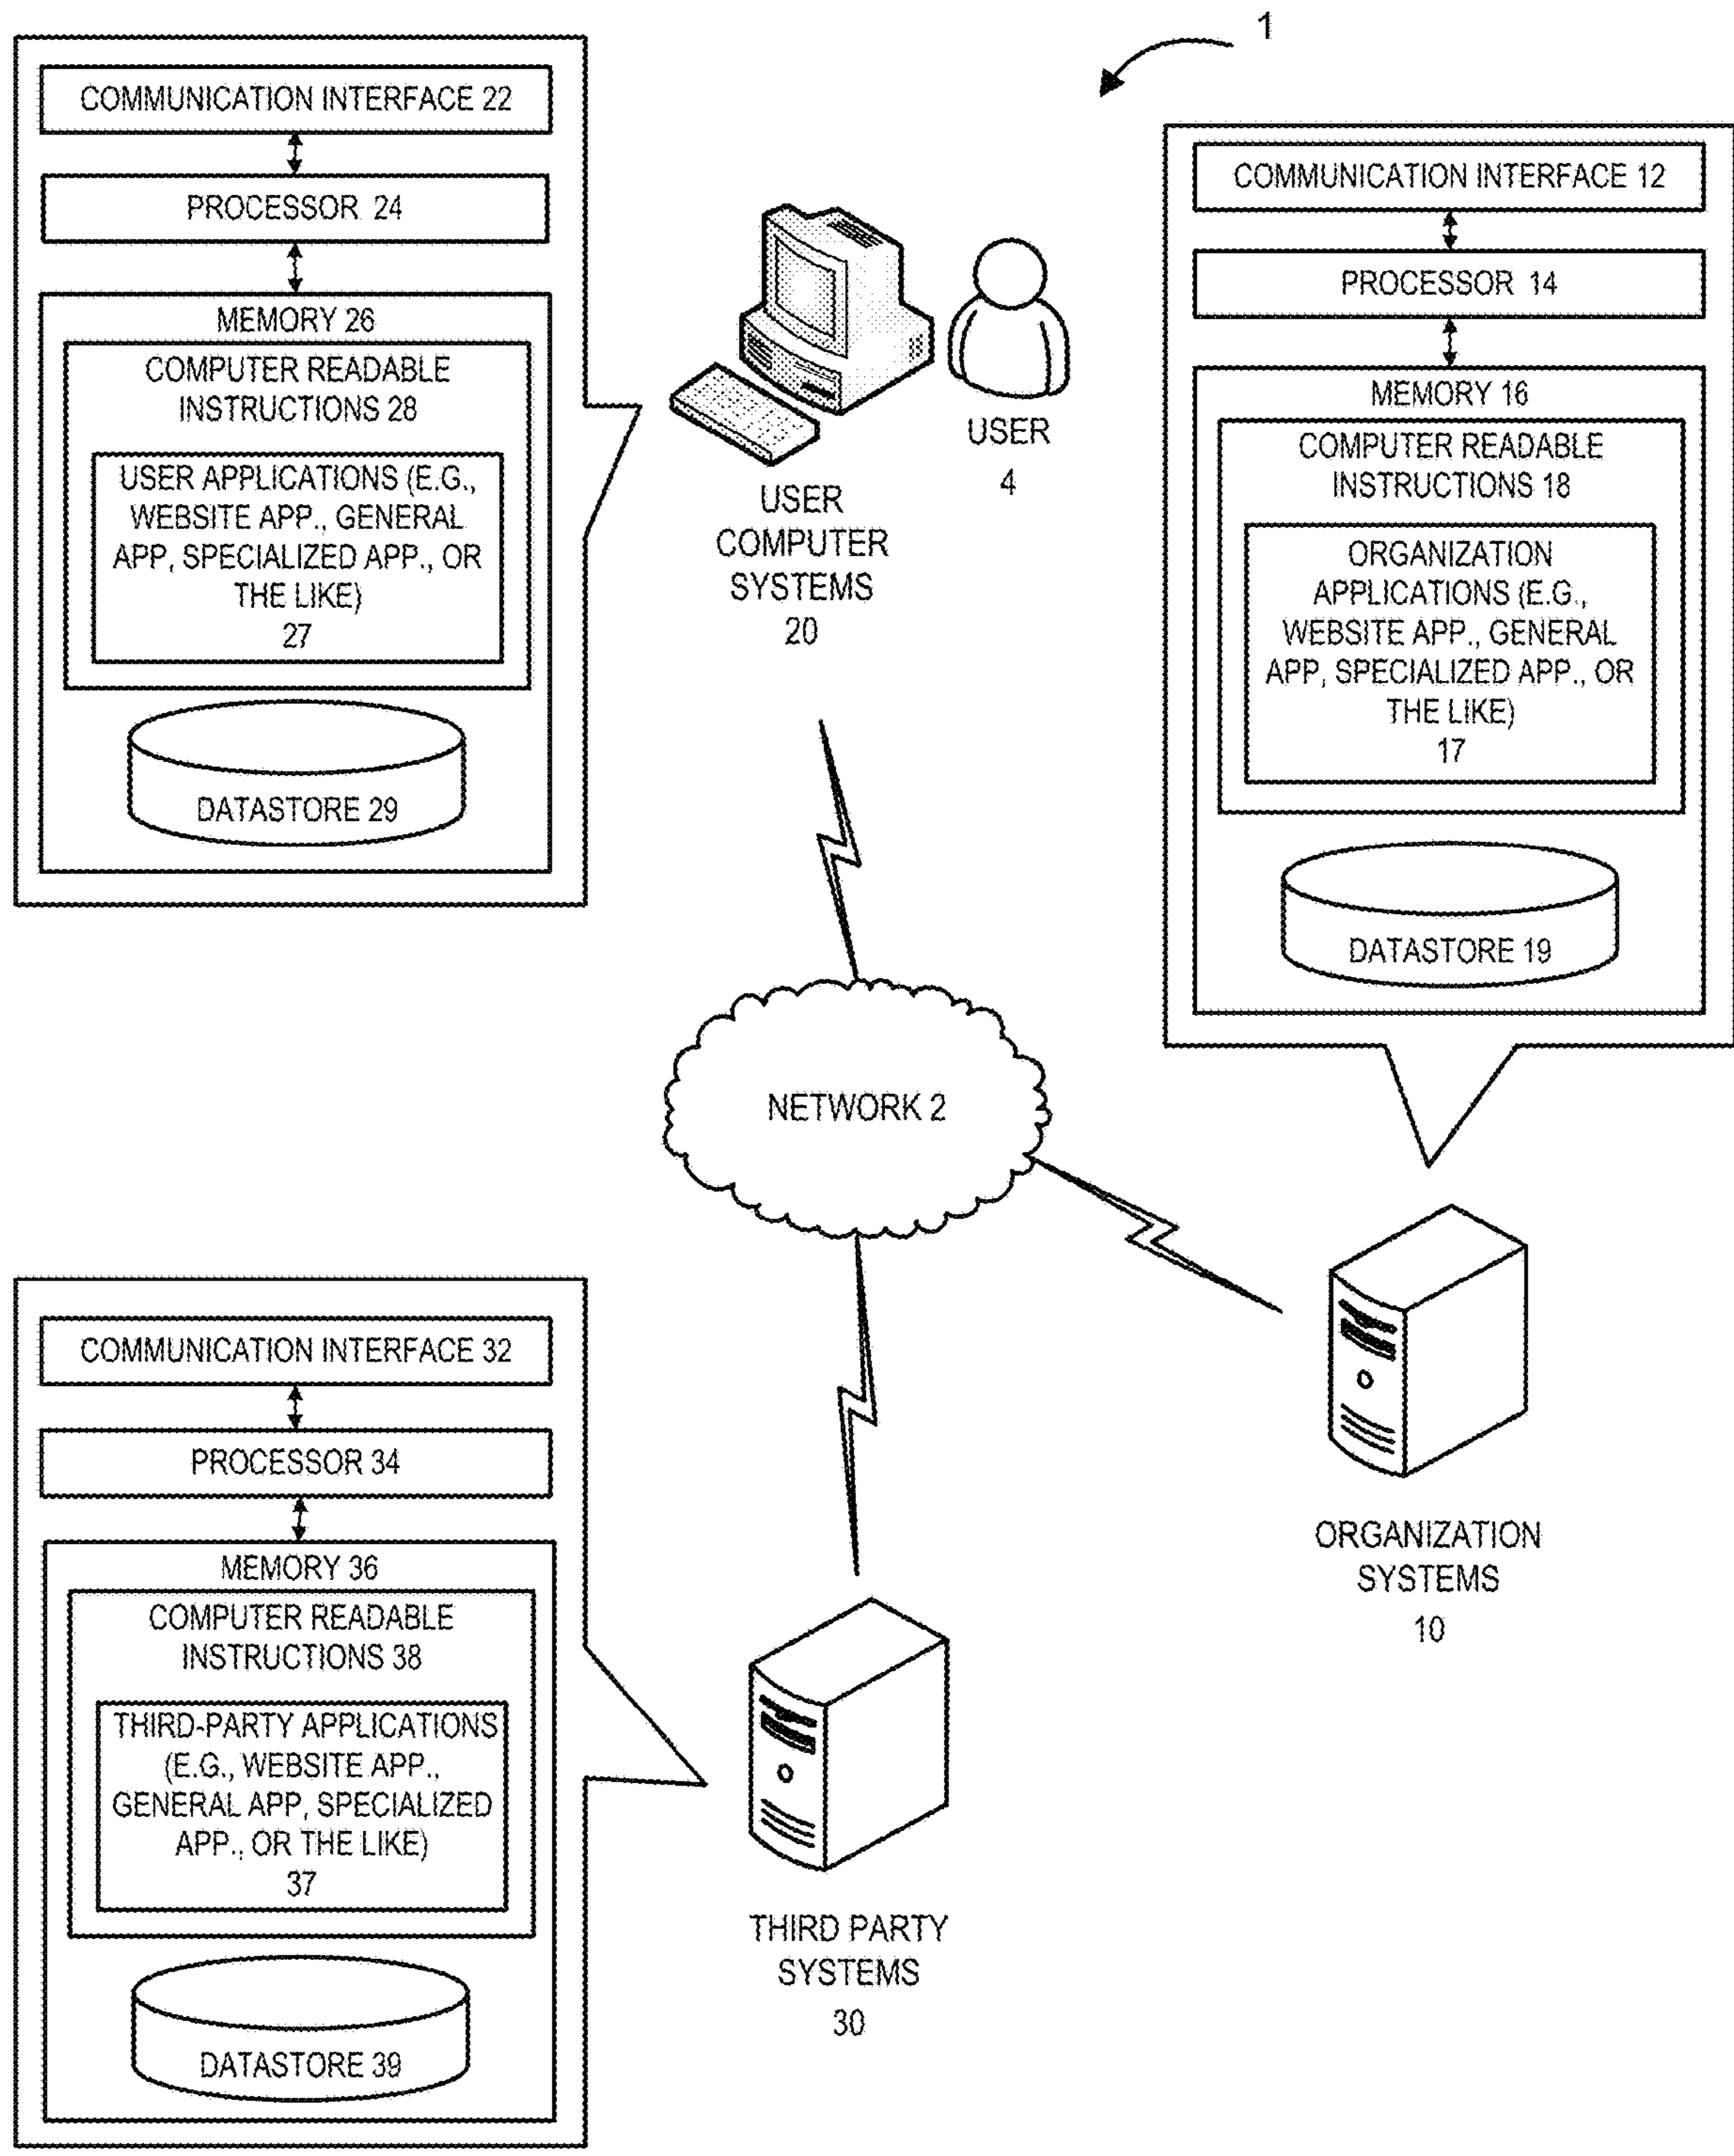 1
COMMUNICATION INTERFACE 22
PROCESSOR 24
MEMORY 26
COMPUTER READABLE
INSTRUCTIONS 28
USER APPLICATIONS (E.G.,
WEBSITE APP., GENERAL
APP, SPECIALIZED APP., OR
THE LIKE)
27
DATASTORE 29
USER
COMPUTER
SYSTEMS
20
USER
4
COMMUNICATION INTERFACE 12
PROCESSOR 14
MEMORY 16
COMPUTER READABLE
INSTRUCTIONS 18
ORGANIZATION
APPLICATIONS (E.G.,
WEBSITE APP., GENERAL
APP, SPECIALIZED APP., OR
THE LIKE)
17
DATASTORE 19
NETWORK 2
ORGANIZATION
SYSTEMS
10
COMMUNICATION INTERFACE 32
PROCESSOR 34
MEMORY 36
COMPUTER READABLE
INSTRUCTIONS 38
THIRD-PARTY APPLICATIONS
(E.G., WEBSITE APP.,
GENERAL APP, SPECIALIZED
APP., OR THE LIKE)
37
DATASTORE 39
THIRD PARTY
SYSTEMS
30